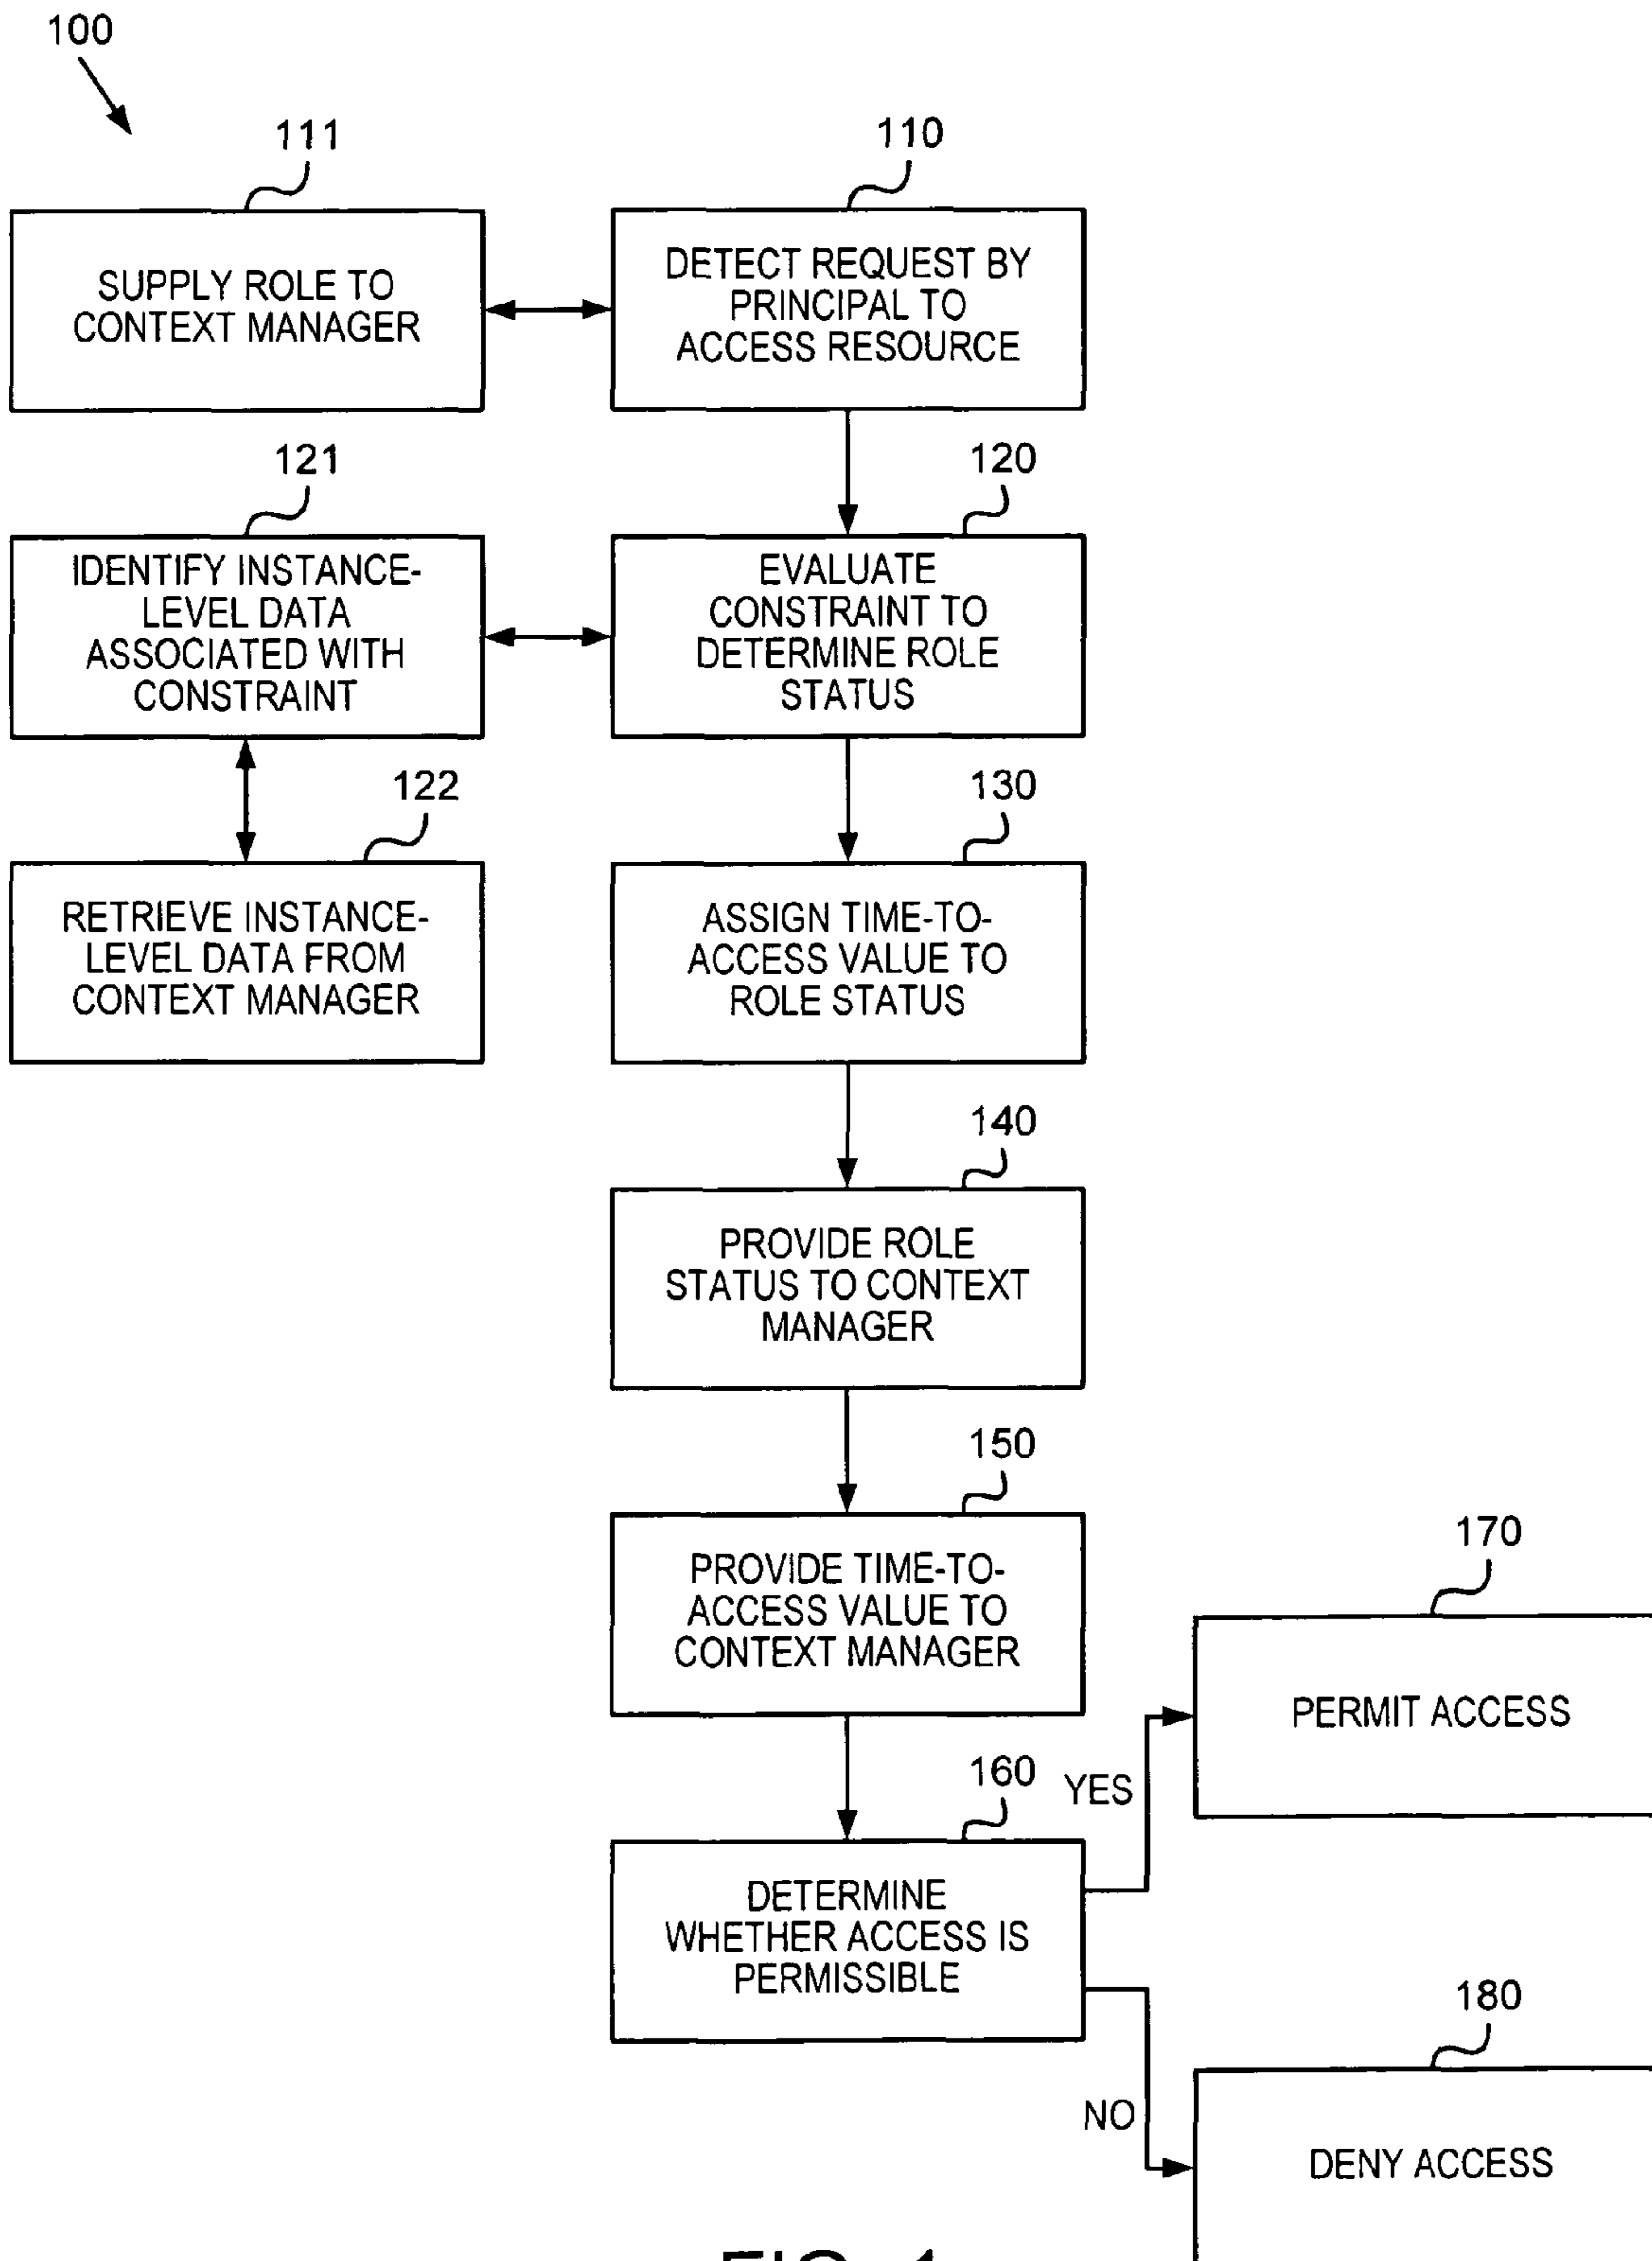 100
111
110
SUPPLY ROLE TO
CONTEXT MANAGER
DETECT REQUEST BY
PRINCIPAL TO
ACCESS RESOURCE
121
120
IDENTIFY INSTANCE-
LEVEL DATA
ASSOCIATED WITH
CONSTRAINT
EVALUATE
CONSTRAINT TO
DETERMINE ROLE
STATUS
122
130
RETRIEVE INSTANCE-
LEVEL DATA FROM
CONTEXT MANAGER
ASSIGN TIME-TO-
ACCESS VALUE TO
ROLE STATUS
140
PROVIDE ROLE
STATUS TO CONTEXT
MANAGER
150
PROVIDE TIME-TO-
ACCESS VALUE TO
CONTEXT MANAGER
170
PERMIT ACCESS
160
YES
DETERMINE
WHETHER ACCESS IS
PERMISSIBLE
180
NO
DENY ACCESS
FIG. 1